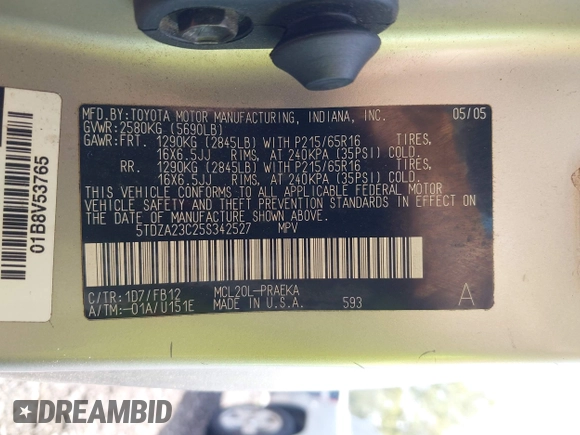 MFD.BY:TOYOTA MOTOR MANUFACTURING, INDIANA, INC. 05/05
GVWR:2580KG (5690LB)
GAWR:FRT. 1290KG (2845LB) WITH P215/65R16 TIRES,
16X6.5JJ RIMS, AT 240KPA (35PSI) COLD.
RR. 1290KG (2845LB) WITH P215/65R16 TIRES,
16X6.5JJ RIMS, AT 240KPA (35PSI) COLD.
THIS VEHICLE CONFORMS TO ALL APPLICABLE FEDERAL MOTOR
VEHICLE SAFETY AND THEFT PREVENTION STANDARDS IN EFFECT ON
THE DATE OF MANUFACTURE SHOWN ABOVE.
5TDZA23C25S342527 MPV
C/TR:1D7/FB12 MCL20L-PRAEKA
A/TM:-01A/U151E MADE IN U.S.A. 593 A
01B8V53765
DREAMBID